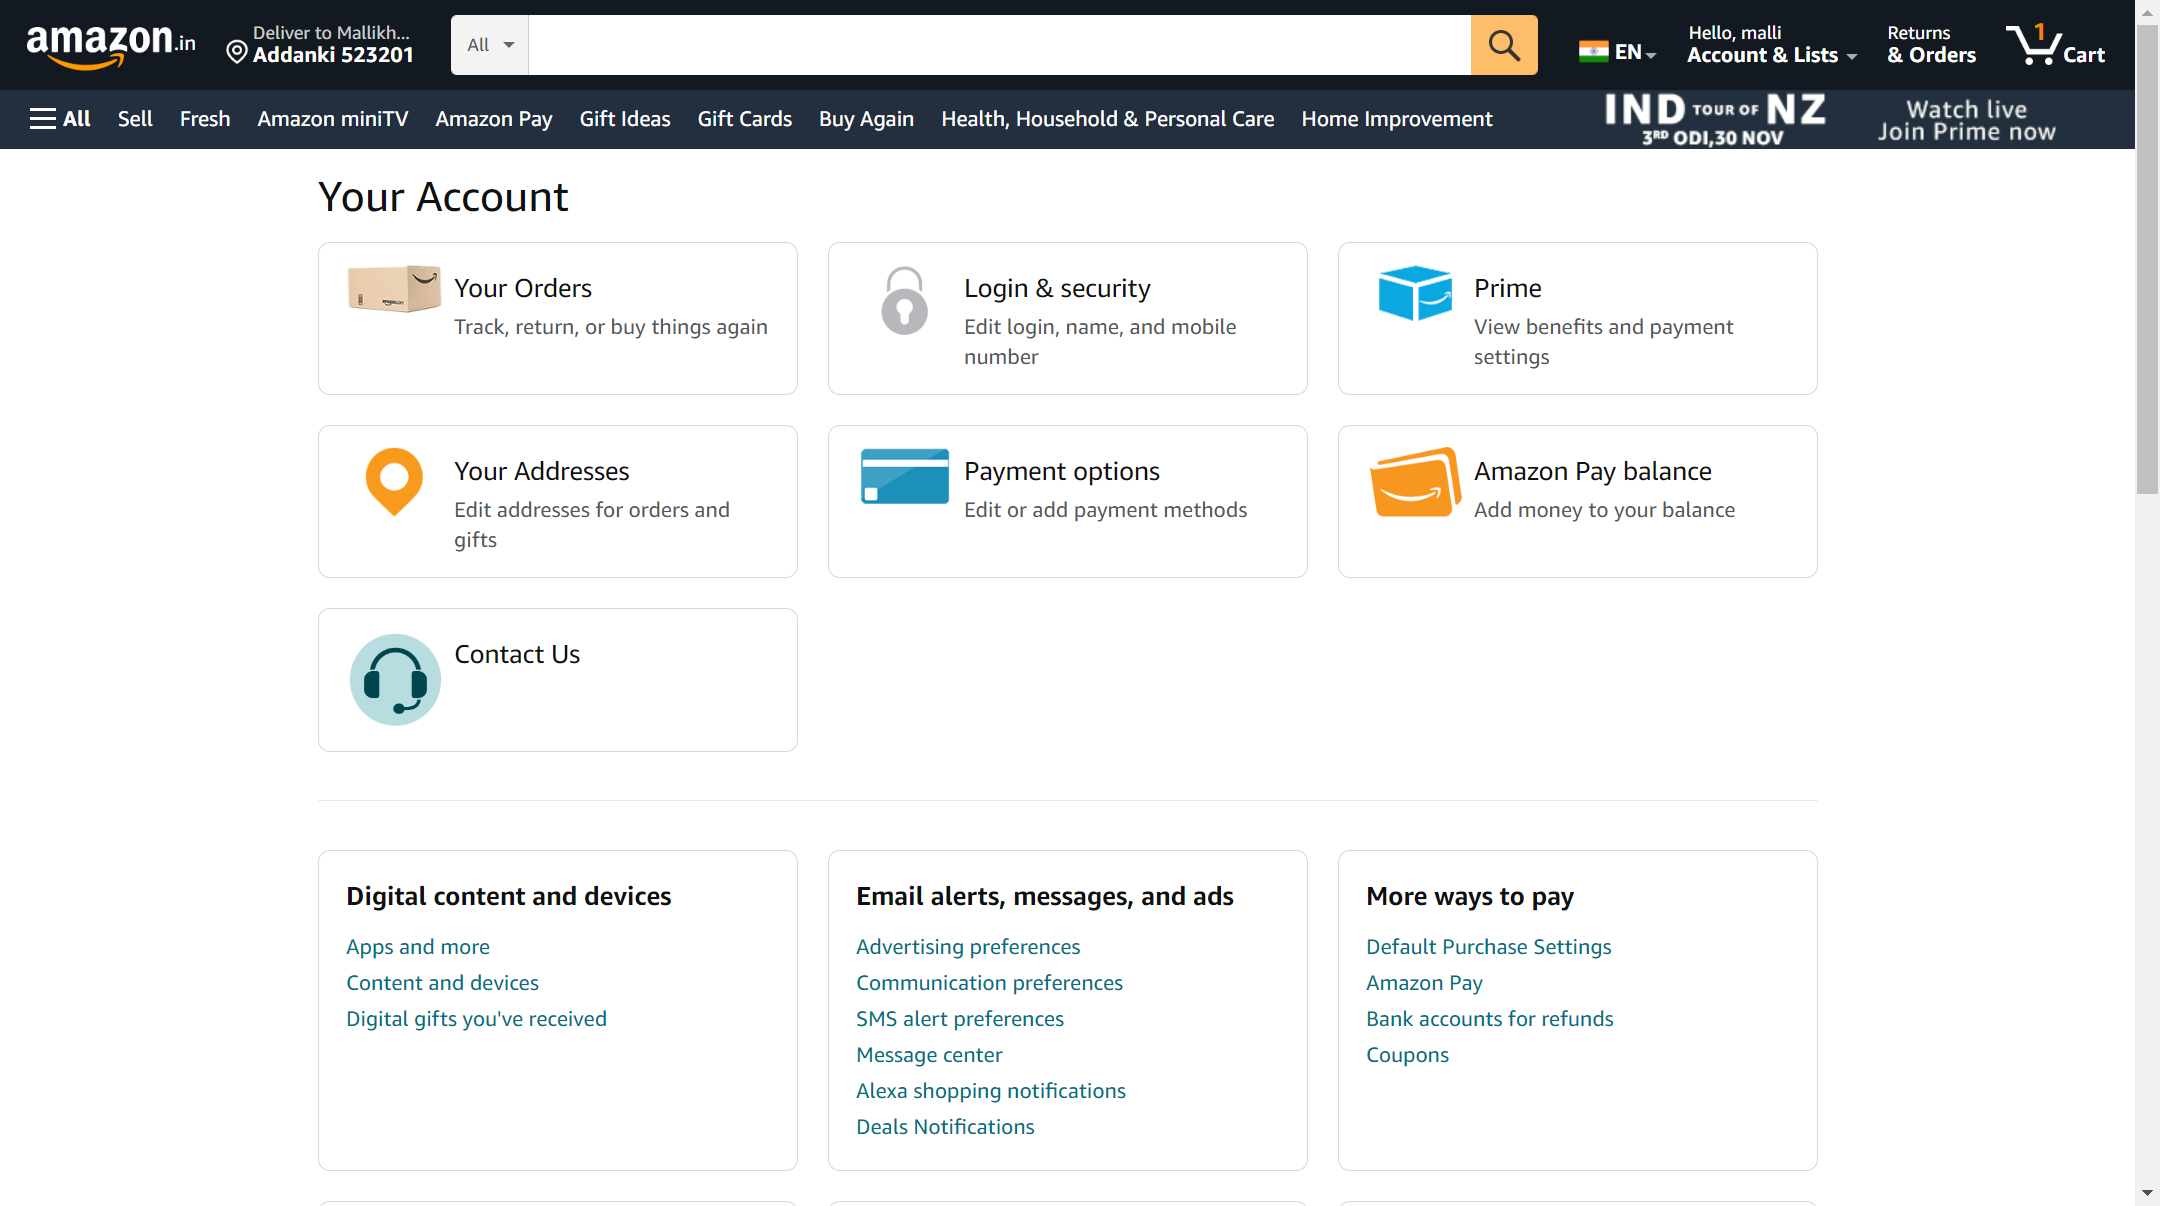 amazon.in
Deliver to Mallikh...
Addanki 523201
All
EN
Hello, malli
Account & Lists
Returns
& Orders
1
Cart
All
Sell
Fresh
Amazon miniTV
Amazon Pay
Gift Ideas
Gift Cards
Buy Again
Health, Household & Personal Care
Home Improvement
IND TOUR OF NZ
3RD ODI,30 NOV
Watch live
Join Prime now
Your Account
Your Orders
Track, return, or buy things again
Login & security
Edit login, name, and mobile
number
Prime
View benefits and payment
settings
Your Addresses
Edit addresses for orders and
gifts
Payment options
Edit or add payment methods
Amazon Pay balance
Add money to your balance
Contact Us
Digital content and devices
Apps and more
Content and devices
Digital gifts you've received
Email alerts, messages, and ads
Advertising preferences
Communication preferences
SMS alert preferences
Message center
Alexa shopping notifications
Deals Notifications
More ways to pay
Default Purchase Settings
Amazon Pay
Bank accounts for refunds
Coupons